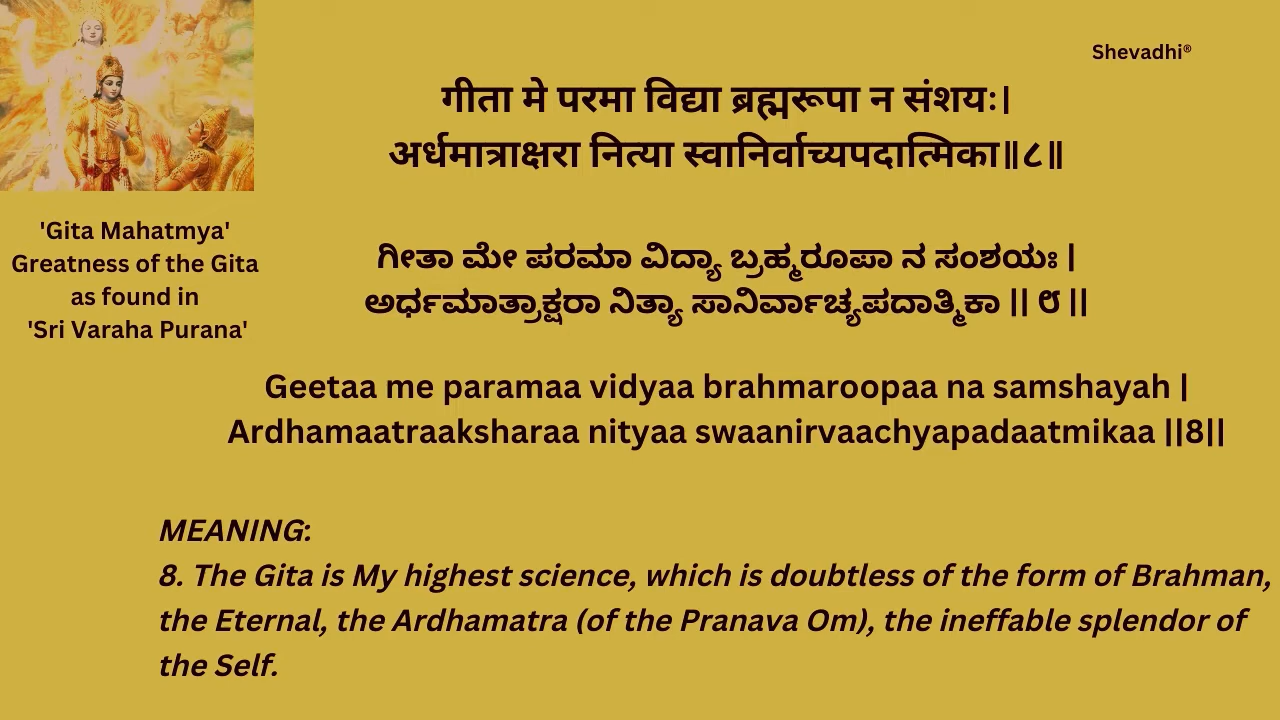 Shevadhi®
गीता मे परमा विद्या ब्रह्मरूपा न संशयः।
अर्धमात्राक्षरा नित्या स्वानिर्वाच्यपदात्मिका॥८॥
'Gita Mahatmya'
Greatness of the Gita
as found in
'Sri Varaha Purana'
ಗೀತಾ ಮೇ ಪರಮಾ ವಿದ್ಯಾ ಬ್ರಹ್ಮರೂಪಾ ನ ಸಂಶಯಃ |
ಅರ್ಧಮಾತ್ರಾಕ್ಷರಾ ನಿತ್ಯಾ ಸಾನಿರ್ವಾಚ್ಯಪದಾತ್ಮಿಕಾ || ೮ ||
Geetaa me paramaa vidyaa brahmaroopaa na samshayah |
Ardhamaatraaksharaa nityaa swaanirvaachyapadaatmikaa ||8||
MEANING:
8. The Gita is My highest science, which is doubtless of the form of Brahman,
the Eternal, the Ardhamatra (of the Pranava Om), the ineffable splendor of
the Self.